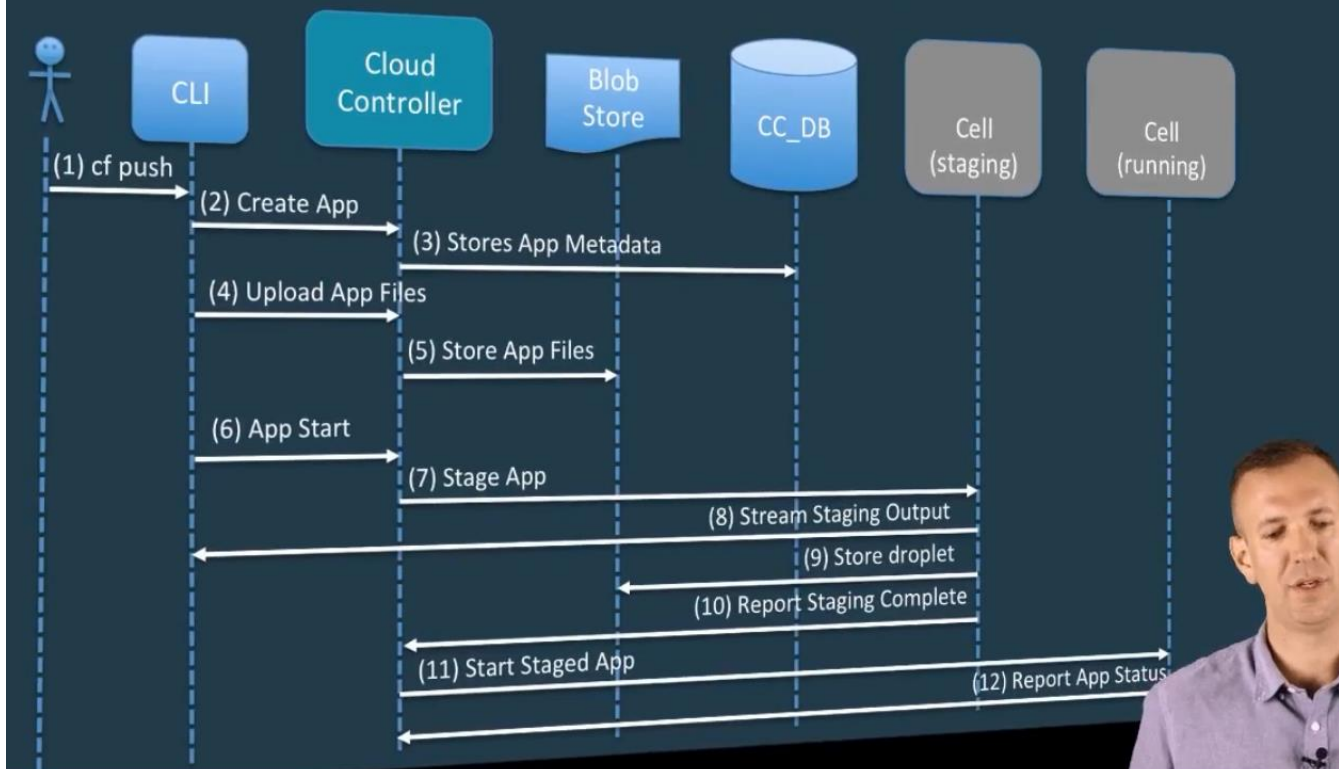 CLI
Cloud
Controller
Blob
Store
CC_DB
Cell
(staging)
Cell
(running)
(1) cf push
(2) Create App
(3) Stores App Metadata
(4) Upload App Files
(5) Store App Files
(6) App Start
(7) Stage App
(8) Stream Staging Output
(9) Store droplet
(10) Report Staging Complete
(11) Start Staged App
(12) Report App Status